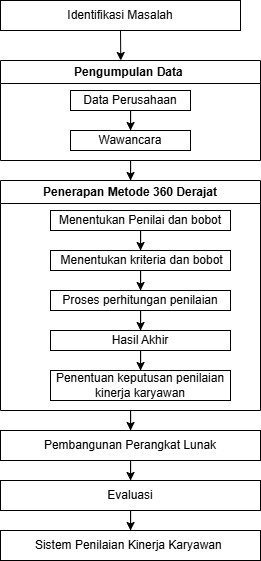 Identifikasi Masalah
Pengumpulan Data
Data Perusahaan
Wawancara
Penerapan Metode 360 Derajat
Menentukan Penilai dan bobot
Menentukan kriteria dan bobot
Proses perhitungan penilaian
Hasil Akhir
Penentuan keputusan penilaian
kinerja karyawan
Pembangunan Perangkat Lunak
Evaluasi
Sistem Penilaian Kinerja Karyawan